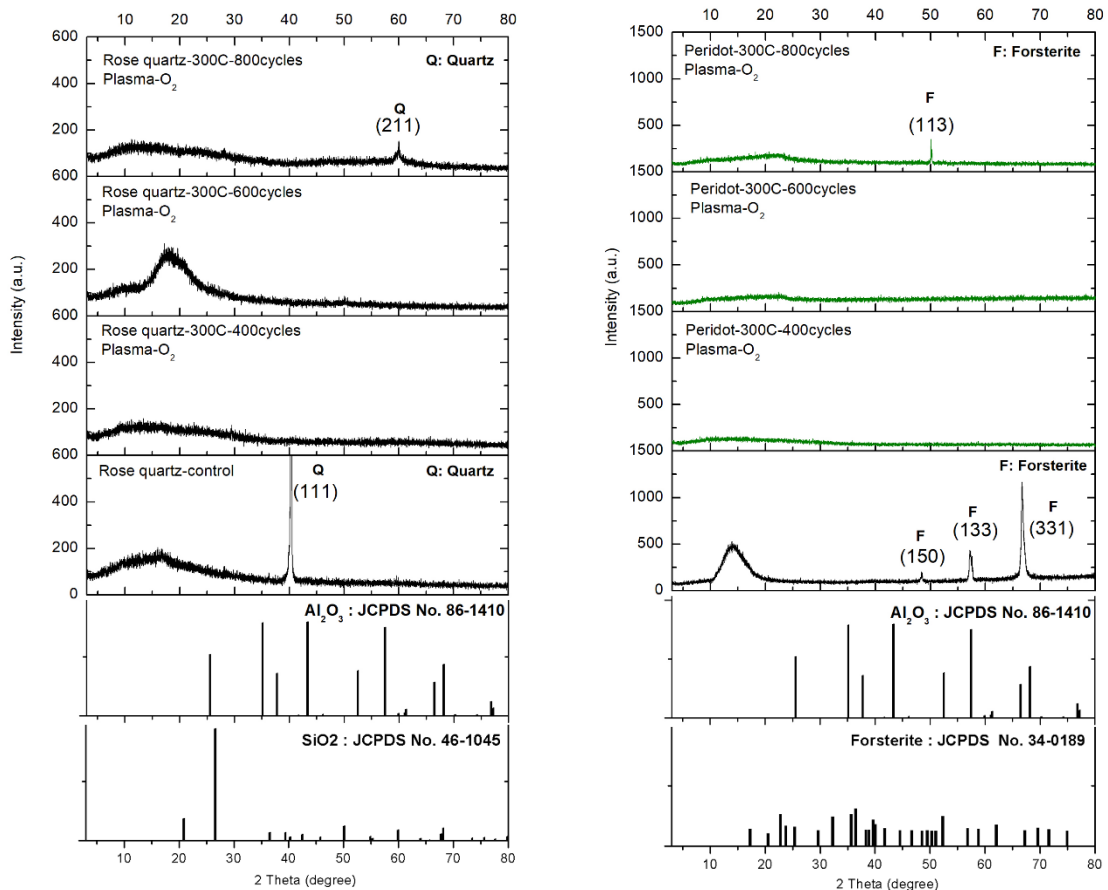 10 20 30 40 50 60 70 80
600
400
200
Rose quartz-300C-800cycles
Plasma-O₂
Q: Quartz
Q
(211)
600
400
200
Rose quartz-300C-600cycles
Plasma-O₂
600
400
200
Rose quartz-300C-400cycles
Plasma-O₂
600
400
200
0
Rose quartz-control
Q: Quartz
Q
(111)
Intensity (a.u.)
Al₂O₃ : JCPDS No. 86-1410
SiO2 : JCPDS No. 46-1045
10 20 30 40 50 60 70 80
2 Theta (degree)
10 20 30 40 50 60 70 80
1500
1000
500
Peridot-300C-800cycles
Plasma-O₂
F: Forsterite
F
(113)
1500
1000
500
Peridot-300C-600cycles
Plasma-O₂
1500
1000
500
Peridot-300C-400cycles
Plasma-O₂
1500
1000
500
0
F: Forsterite
F
(150)
F
(133)
F
(331)
Intensity (a.u.)
Al₂O₃ : JCPDS No. 86-1410
Forsterite : JCPDS No. 34-0189
10 20 30 40 50 60 70 80
2 Theta (degree)